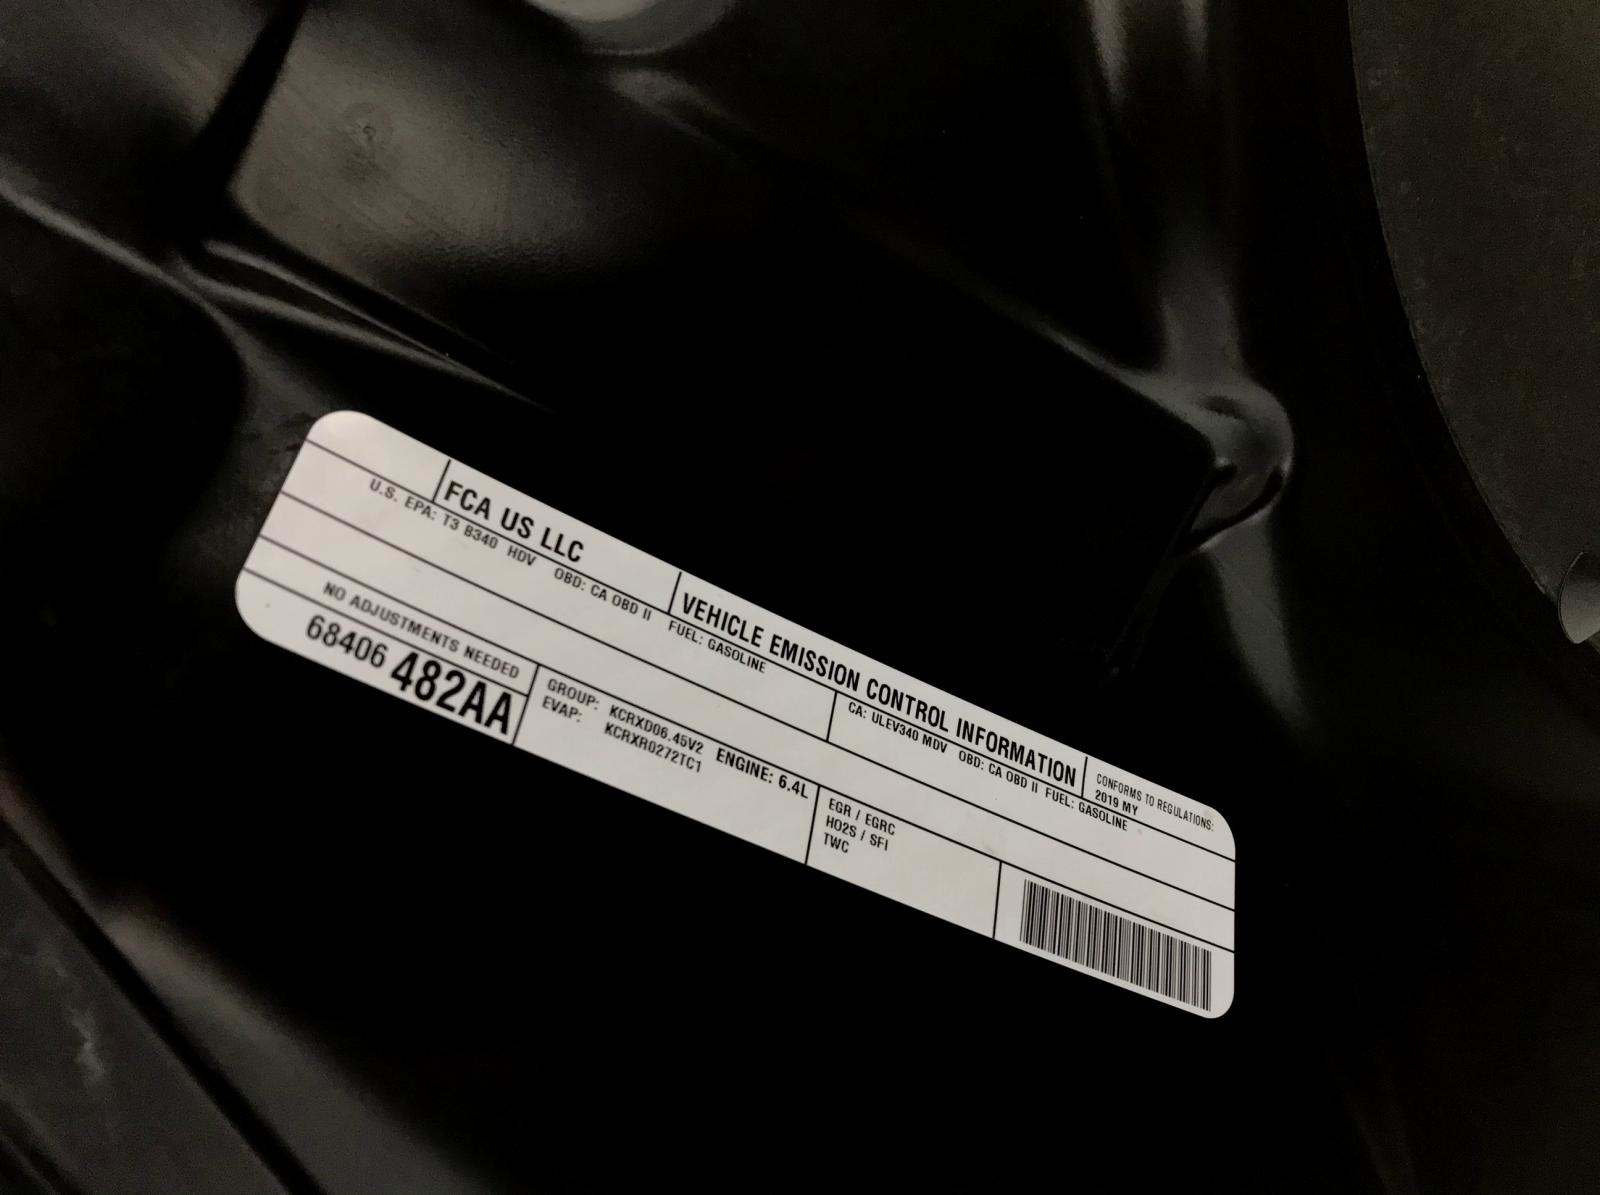 FCA US LLC
VEHICLE EMISSION CONTROL INFORMATION
CONFORMS TO REGULATIONS:
2019 MY
U.S. EPA: T3 B340 HDV OBD: CA OBD II FUEL: GASOLINE
CA: ULEV340 MDV OBD: CA OBD II FUEL: GASOLINE
NO ADJUSTMENTS NEEDED
68406 482AA
GROUP: KCRXD06.45V2 ENGINE: 6.4L
EVAP: KCRXR0272TC1
EGR / EGRC
HO2S / SFI
TWC